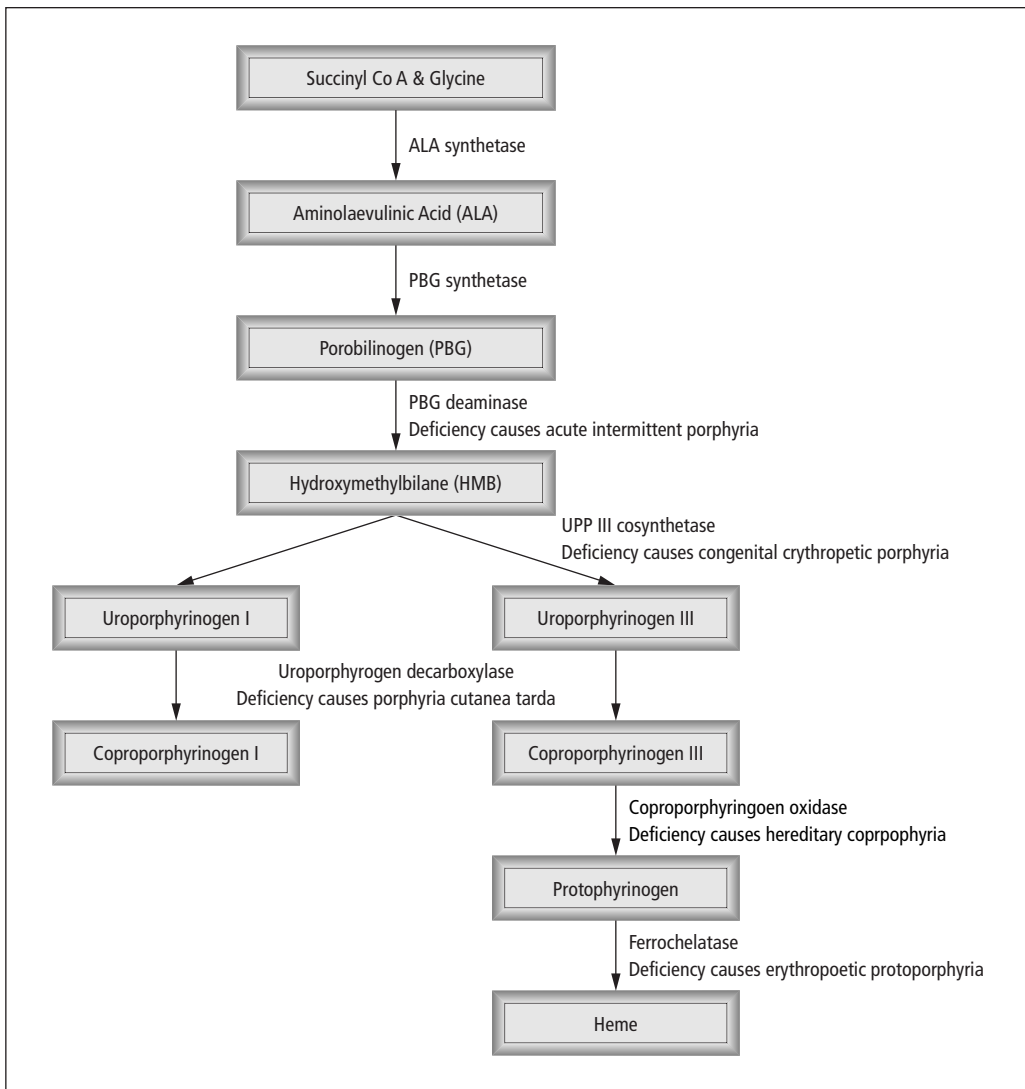 Succinyl Co A & Glycine
ALA synthetase
Aminolaevulinic Acid (ALA)
PBG synthetase
Porobilinogen (PBG)
PBG deaminase
Deficiency causes acute intermittent porphyria
Hydroxymethylbilane (HMB)
UPP III cosynthetase
Deficiency causes congenital crythropetic porphyria
Uroporphyrinogen I
Uroporphyrinogen III
Uroporphyrogen decarboxylase
Deficiency causes porphyria cutanea tarda
Coproporphyrinogen I
Coproporphyrinogen III
Coproporphyringoen oxidase
Deficiency causes hereditary coprpophyria
Protophyrinogen
Ferrochelatase
Deficiency causes erythropoetic protoporphyria
Heme